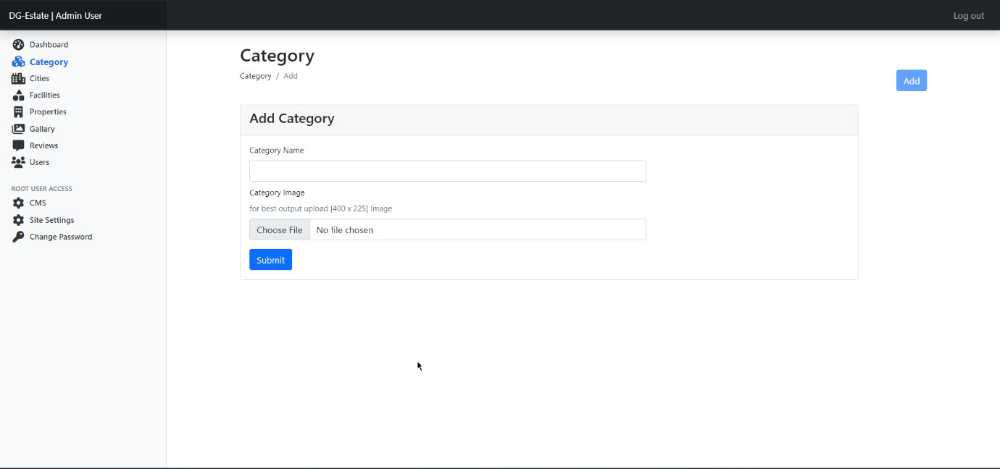 DG-Estate | Admin User
Log out
Dashboard
Category
Cities
Facilities
Properties
Gallary
Reviews
Users
ROOT USER ACCESS
CMS
Site Settings
Change Password
Category
Category / Add
Add
Add Category
Category Name
Category Image
for best output upload [400 x 225] Image
Choose File No file chosen
Submit